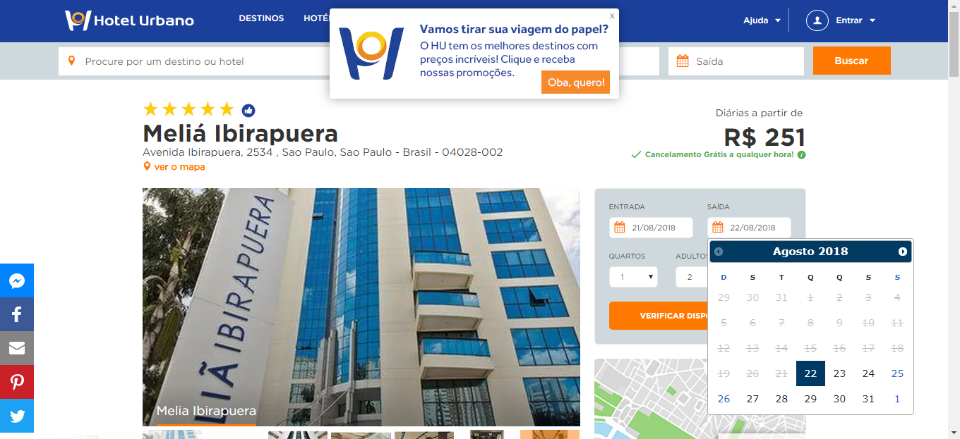 Hotel Urbano
DESTINOS
Ajuda
Entrar
x
Vamos tirar sua viagem do papel?
O HU tem os melhores destinos com
preços incríveis! Clique e receba
nossas promoções.
Oba, quero!
Procure por um destino ou hotel
Saída
Buscar
Meliá Ibirapuera
Avenida Ibirapuera, 2534 , Sao Paulo, Sao Paulo - Brasil - 04028-002
ver o mapa
Diárias a partir de
R$ 251
Cancelamento Grátis a qualquer hora! i
LIÃ IBIRAPUERA
Melia Ibirapuera
ENTRADA SAÍDA
21/08/2018 22/08/2018
QUARTOS ADULTOS
1 2
VERIFICAR
Agosto 2018
D S T Q Q S S
29 30 31 1 2 3 4
5 6 7 8 9 10 11
12 13 14 15 16 17 18
19 20 21 22 23 24 25
26 27 28 29 30 31 1